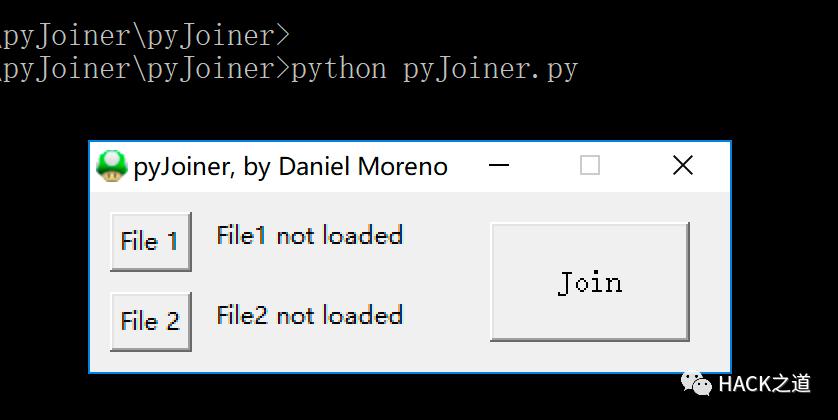 \pyJoiner\pyJoiner>
\pyJoiner\pyJoiner>python pyJoiner.py
pyJoiner, by Daniel Moreno
File 1 File1 not loaded
Join
File 2 File2 not loaded
HACK之道